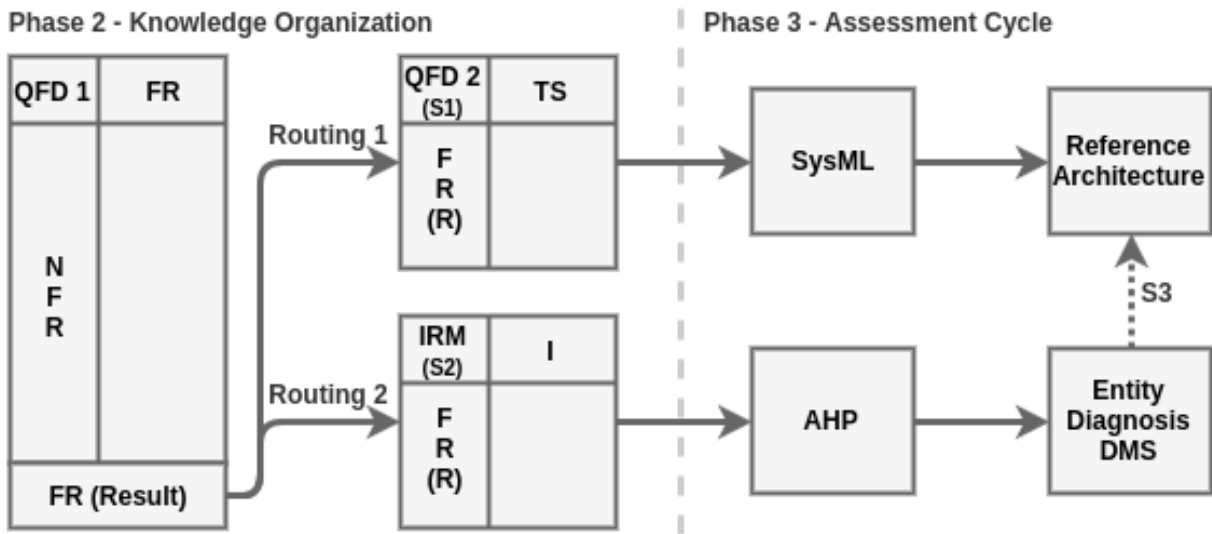 Phase 2 - Knowledge Organization
Phase 3 - Assessment Cycle
QFD 1
FR
N
F
R
FR (Result)
Routing 1
Routing 2
QFD 2
(S1)
TS
F
R
(R)
IRM
(S2)
I
F
R
(R)
SysML
Reference
Architecture
S3
AHP
Entity
Diagnosis
DMS